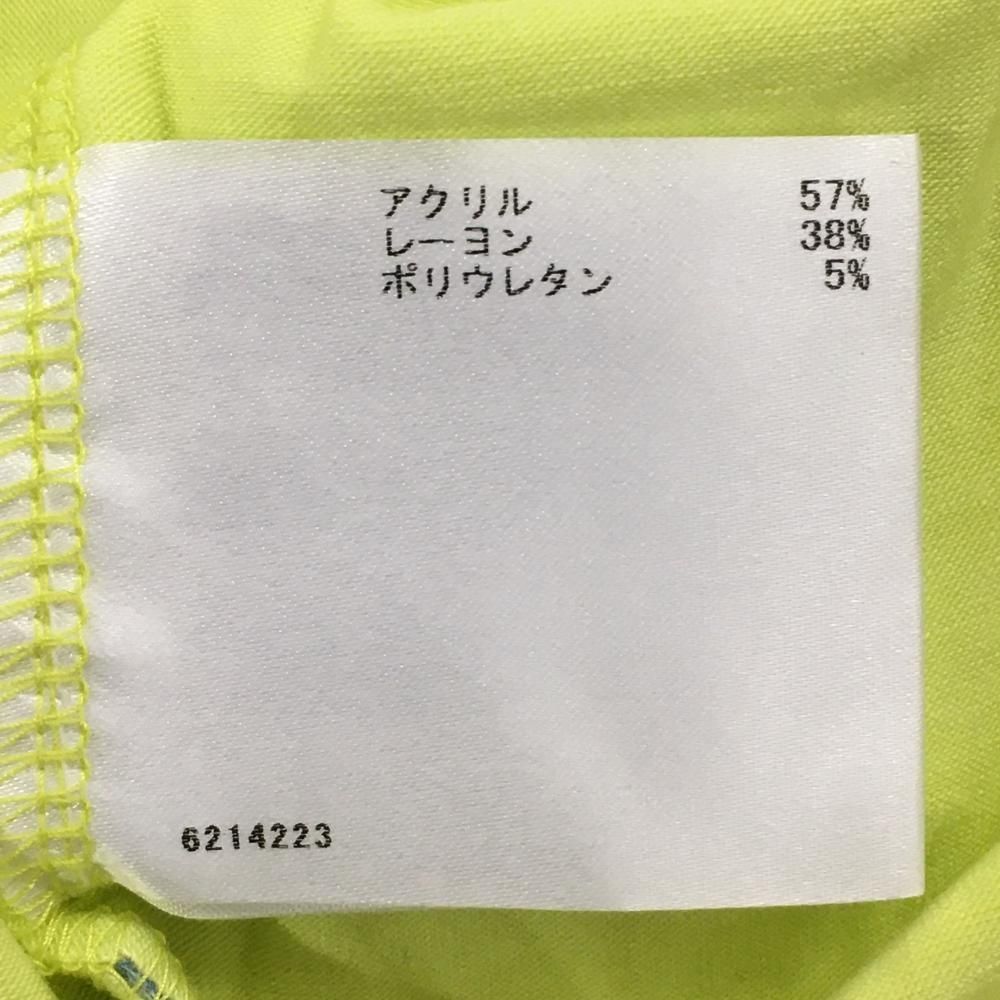 アクリル 57%
レーヨン 38%
ポリウレタン 5%
6214223